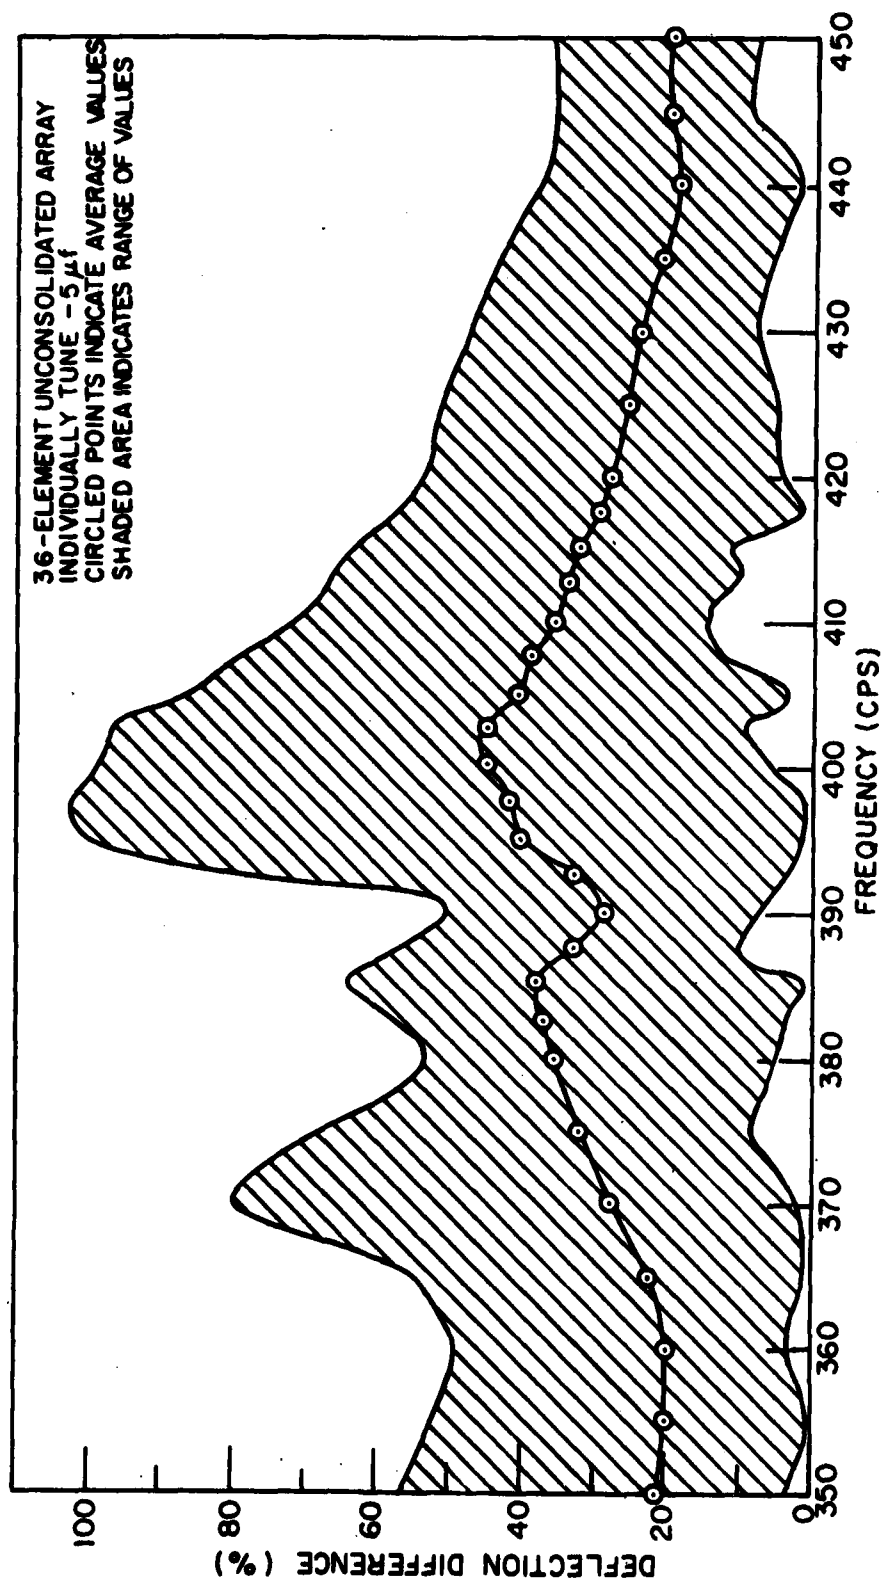 36-ELEMENT UNCONSOLIDATED ARRAY
INDIVIDUALLY TUNE -5μf
CIRCLED POINTS INDICATE AVERAGE VALUES
SHADED AREA INDICATES RANGE OF VALUES
DEFLECTION DIFFERENCE (%)
100
80
60
40
20
0
350
360
370
380
390
400
410
420
430
440
450
FREQUENCY (CPS)